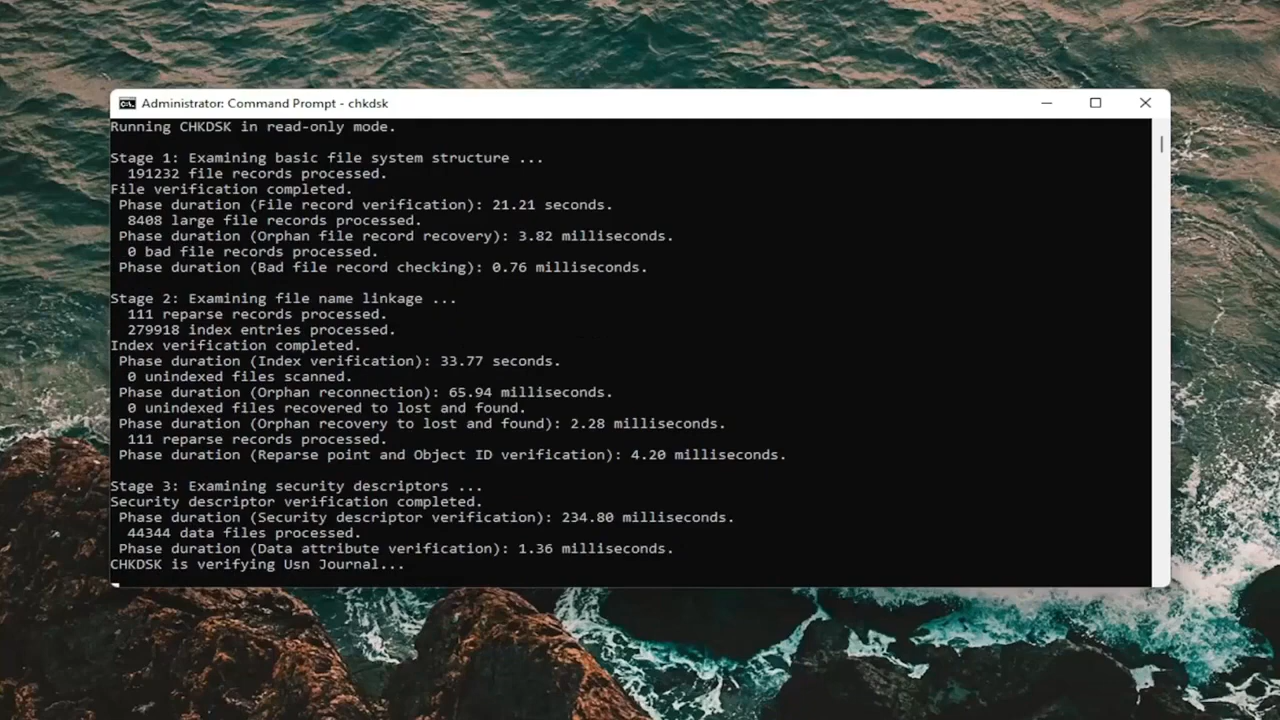 Administrator: Command Prompt - chkdsk
Running CHKDSK in read-only mode.
Stage 1: Examining basic file system structure ...
191232 file records processed.
File verification completed.
Phase duration (File record verification): 21.21 seconds.
8408 large file records processed.
Phase duration (Orphan file record recovery): 3.82 milliseconds.
0 bad file records processed.
Phase duration (Bad file record checking): 0.76 milliseconds.
Stage 2: Examining file name linkage ...
111 reparse records processed.
279918 index entries processed.
Index verification completed.
Phase duration (Index verification): 33.77 seconds.
0 unindexed files scanned.
Phase duration (Orphan reconnection): 65.94 milliseconds.
0 unindexed files recovered to lost and found.
Phase duration (Orphan recovery to lost and found): 2.28 milliseconds.
111 reparse records processed.
Phase duration (Reparse point and Object ID verification): 4.20 milliseconds.
Stage 3: Examining security descriptors ...
Security descriptor verification completed.
Phase duration (Security descriptor verification): 234.80 milliseconds.
44344 data files processed.
Phase duration (Data attribute verification): 1.36 milliseconds.
CHKDSK is verifying Usn Journal...